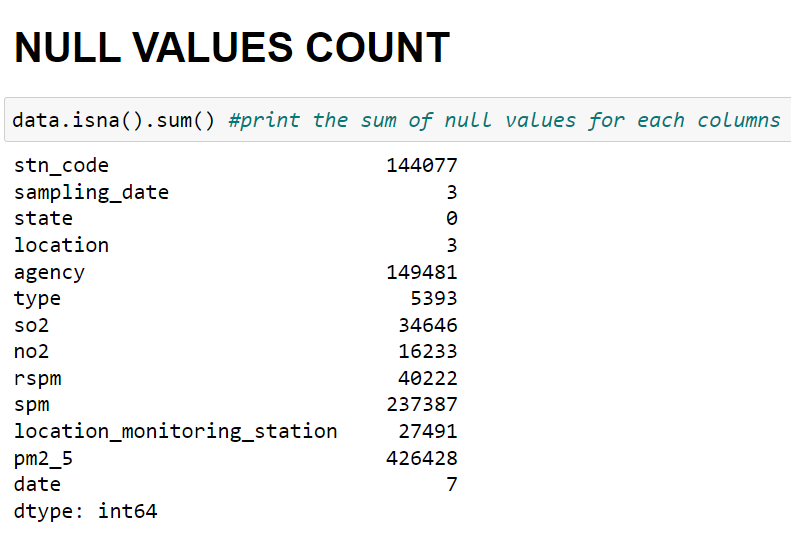 NULL VALUES COUNT
data.isna().sum() #print the sum of null values for each columns
stn_code 144077
sampling_date 3
state 0
location 3
agency 149481
type 5393
so2 34646
no2 16233
rspm 40222
spm 237387
location_monitoring_station 27491
pm2_5 426428
date 7
dtype: int64